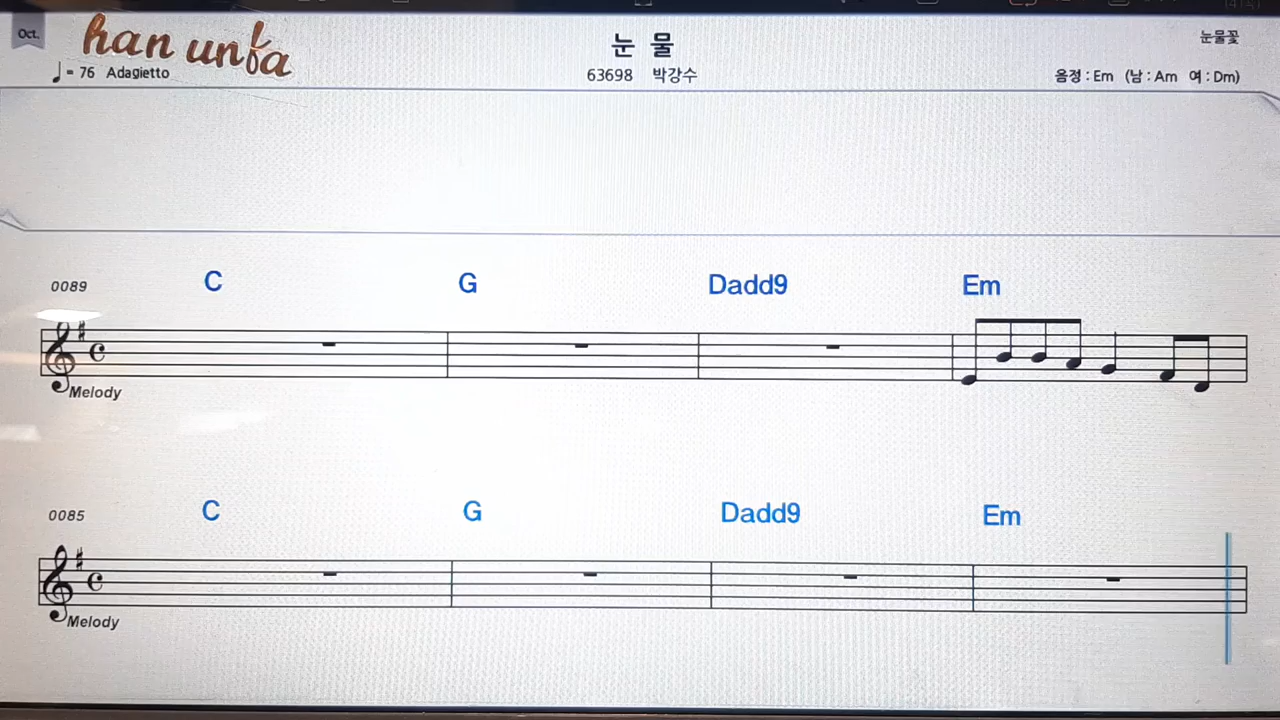 Oct.
han unfa
눈 물
눈물꽃
♩ = 76 Adagietto
63698 박강수
음정 : Em (남 : Am 여 : Dm)
0089 C G Dadd9 Em
Melody
0085 C G Dadd9 Em
Melody